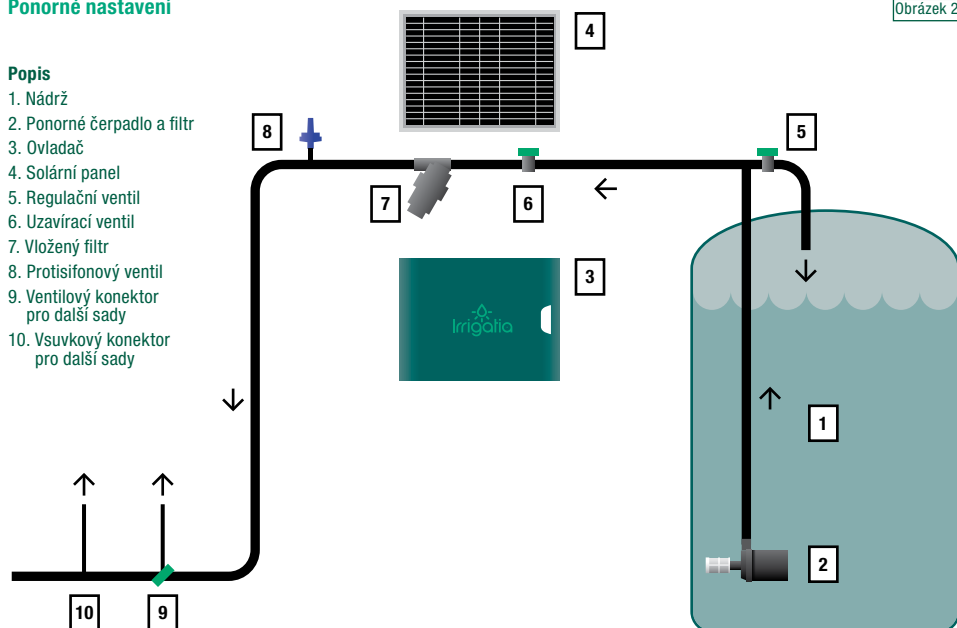 Ponorné nastavení
Obrázek 2
Popis
1. Nádrž
2. Ponorné čerpadlo a filtr
3. Ovladač
4. Solární panel
5. Regulační ventil
6. Uzavírací ventil
7. Vložený filtr
8. Protisifonový ventil
9. Ventilový konektor
pro další sady
10. Vsuvkový konektor
pro další sady
4
8
5
7
6
3
Irrigatia
1
2
10
9